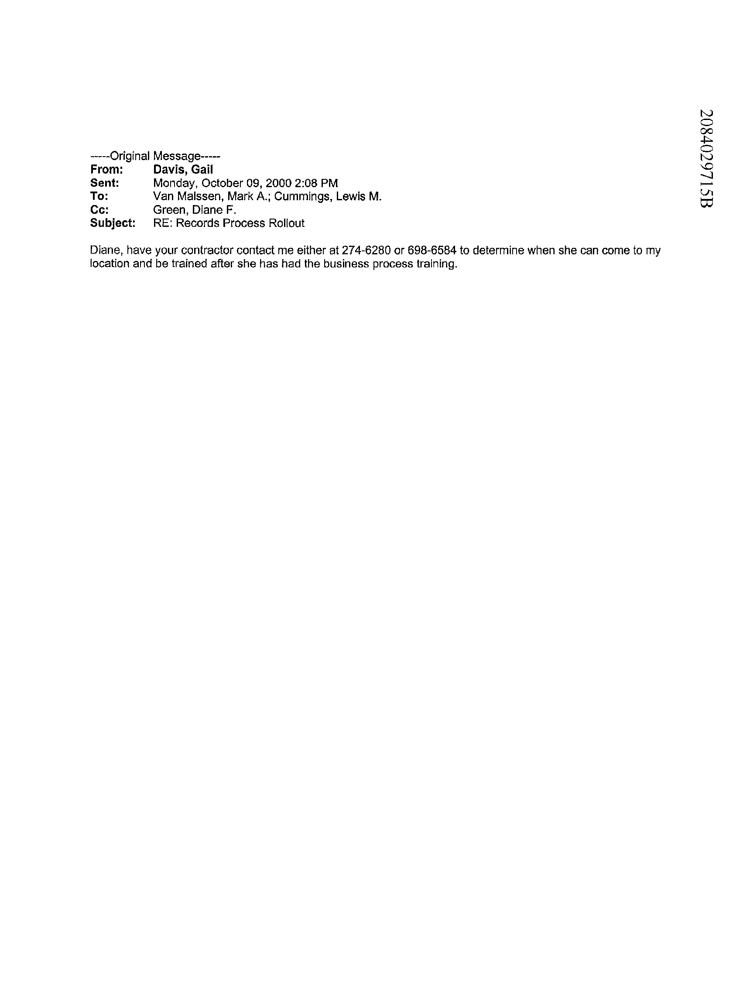 -----Original Message-----
From: Davis, Gail
Sent: Monday, October 09, 2000 2:08 PM
To: Van Malssen, Mark A.; Cummings, Lewis M.
Cc: Green, Diane F.
Subject: RE: Records Process Rollout
Diane, have your contractor contact me either at 274-6280 or 698-6584 to determine when she can come to my
location and be trained after she has had the business process training.
2084029715B